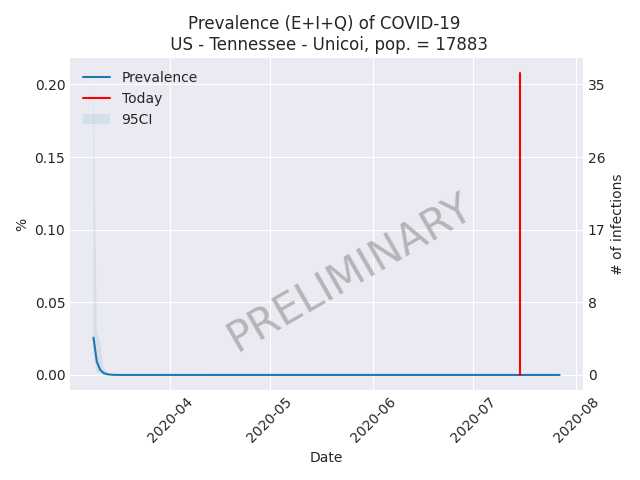 Prevalence (E+I+Q) of COVID-19
US - Tennessee - Unicoi, pop. = 17883
Prevalence
Today
95CI
0.20
0.15
0.10
0.05
0.00
%
35
26
17
8
0
# of infections
PRELIMINARY
2020-04
2020-05
2020-06
2020-07
2020-08
Date